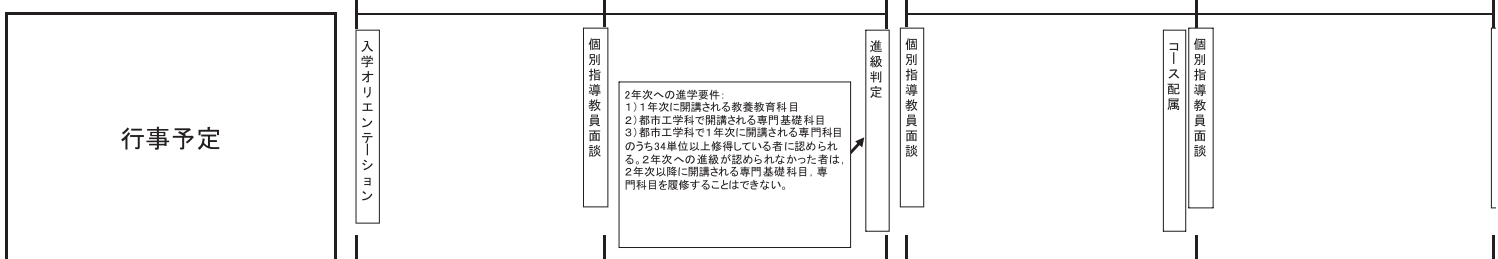 行事予定
入学オリエンテーション
個別指導教員面談
2年次への進学要件:
1)1年次に開講される教養教育科目
2)都市工学科で開講される専門基礎科目
3)都市工学科で1年次に開講される専門科目
のうち34単位以上修得している者に認められ
る。2年次への進級が認められなかった者は,
2年次以降に開講される専門基礎科目,専
門科目を履修することはできない。
進級判定
個別指導教員面談
コース配属
個別指導教員面談